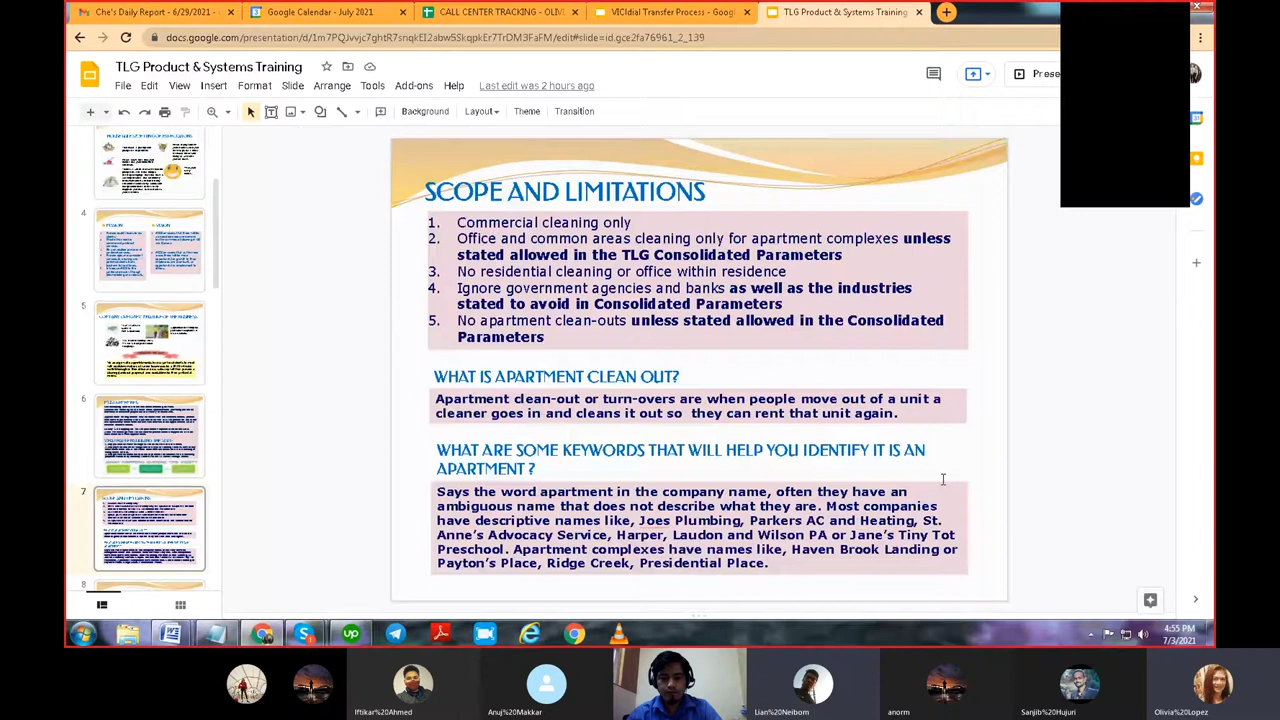 Che's Daily Report - 6/29/2021 -
Google Calendar - July 2021
CALL CENTER TRACKING - OLIV
VICIdial Transfer Process - Goog
TLG Product & Systems Training
docs.google.com/presentation/d/
edit#slide=id.gce2fa76961_2_139
TLG Product & Systems Training
File Edit View Insert Format Slide Arrange Tools Add-ons Help Last edit was 2 hours ago
Prese
Background Layout Theme Transition
4
5
6
7
8
SCOPE AND LIMITATIONS
1. Commercial cleaning only
2. Office and common areas cleaning only for apartment complexes unless
stated allowed in the TLG Consolidated Parameters
3. No residential cleaning or office within residence
4. Ignore government agencies and banks as well as the industries
stated to avoid in Consolidated Parameters
5 No apartment clean-outs unless stated allowed in the Consolidated
Parameters
WHAT IS APARTMENT CLEAN OUT?
Apartment clean-out or turn-overs are when people move out of a unit a
cleaner goes in and cleans it out so they can rent that unit again.
WHAT ARE SOME KEYWORDS THAT WILL HELP YOU IDENTIFY IT IS AN
APARTMENT ?
Says the word apartment in the company name, often they have an
ambiguous name that does not describe what they are. Most companies
have descriptive names like, Joes Plumbing, Parkers AC and Heating, St.
Anne's Advocacy Service, Harper, Laudon and Wilson PA or Jane's Tiny Tot
Preschool. Apartment complexes have names like, Haven Brook Landing or
Payton's Place, Ridge Creek, Presidential Place.
4:55 PM
7/3/2021
Iftikar%20Ahmed
Anuj%20Makkar
Lian%20Neibom
anorm
Sanjib%20Hujuri
Olivia%20Lopez